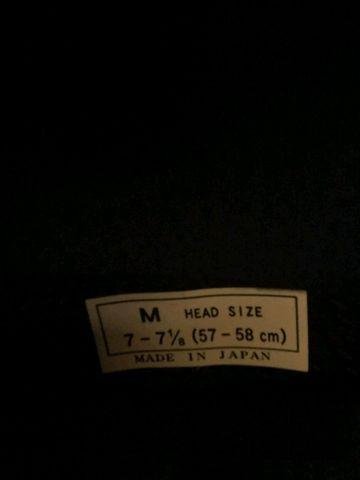 M HEAD SIZE
7 - 7⅛ (57 - 58 cm)
MADE IN JAPAN